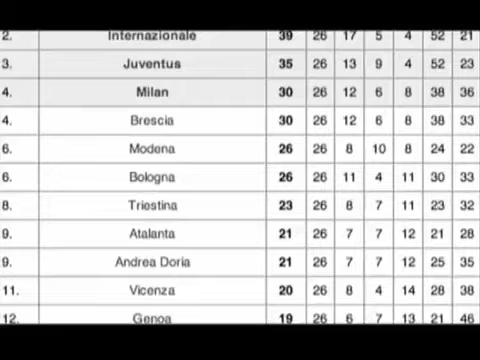 2. Internazionale 39 26 17 5 4 52 21
3. Juventus 35 26 13 9 4 52 23
4. Milan 30 26 12 6 8 38 36
4. Brescia 30 26 12 6 8 38 33
6. Modena 26 26 8 10 8 24 22
6. Bologna 26 26 11 4 11 30 33
8. Triestina 23 26 8 7 11 23 32
9. Atalanta 21 26 7 7 12 21 28
9. Andrea Doria 21 26 7 7 12 25 35
11. Vicenza 20 26 8 4 14 28 38
12. Genoa 19 26 6 7 13 21 46